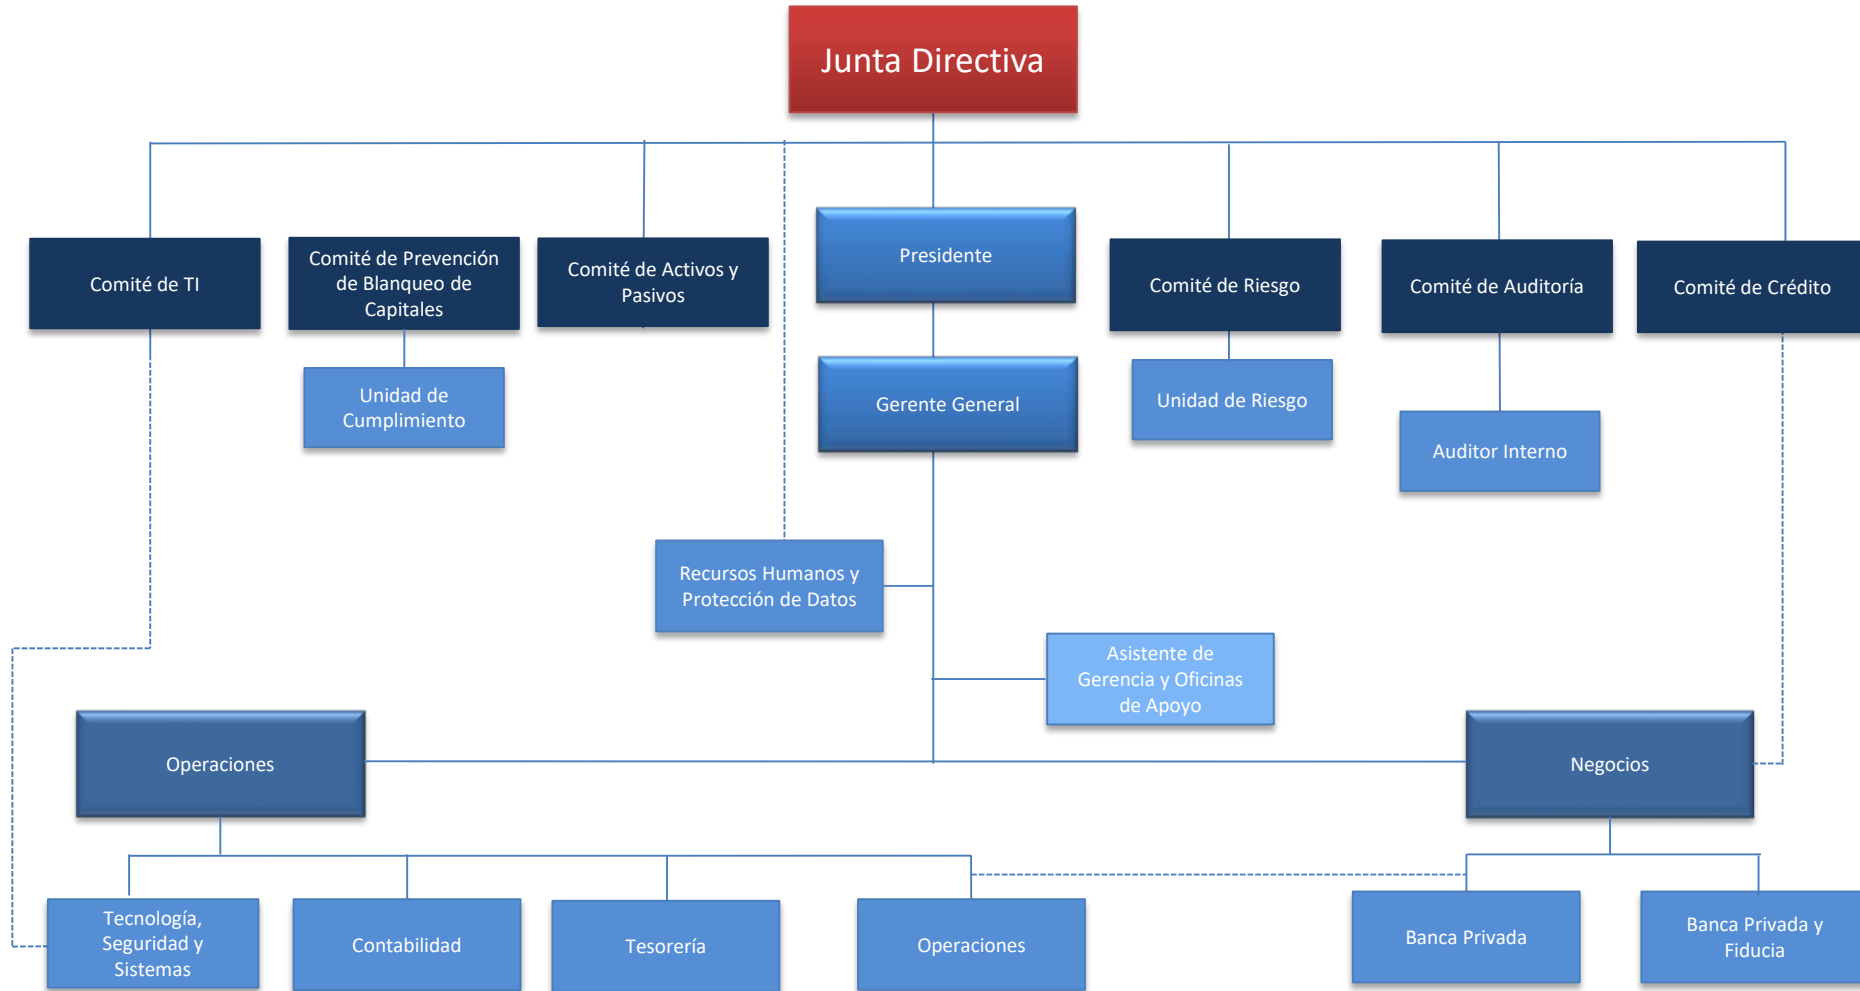 Junta Directiva
Comité de TI
Comité de Prevención
de Blanqueo de
Capitales
Comité de Activos y
Pasivos
Presidente
Comité de Riesgo
Comité de Auditoría
Comité de Crédito
Unidad de
Cumplimiento
Gerente General
Unidad de Riesgo
Auditor Interno
Recursos Humanos y
Protección de Datos
Asistente de
Gerencia y Oficinas
de Apoyo
Operaciones
Negocios
Tecnología,
Seguridad y
Sistemas
Contabilidad
Tesorería
Operaciones
Banca Privada
Banca Privada y
Fiducia